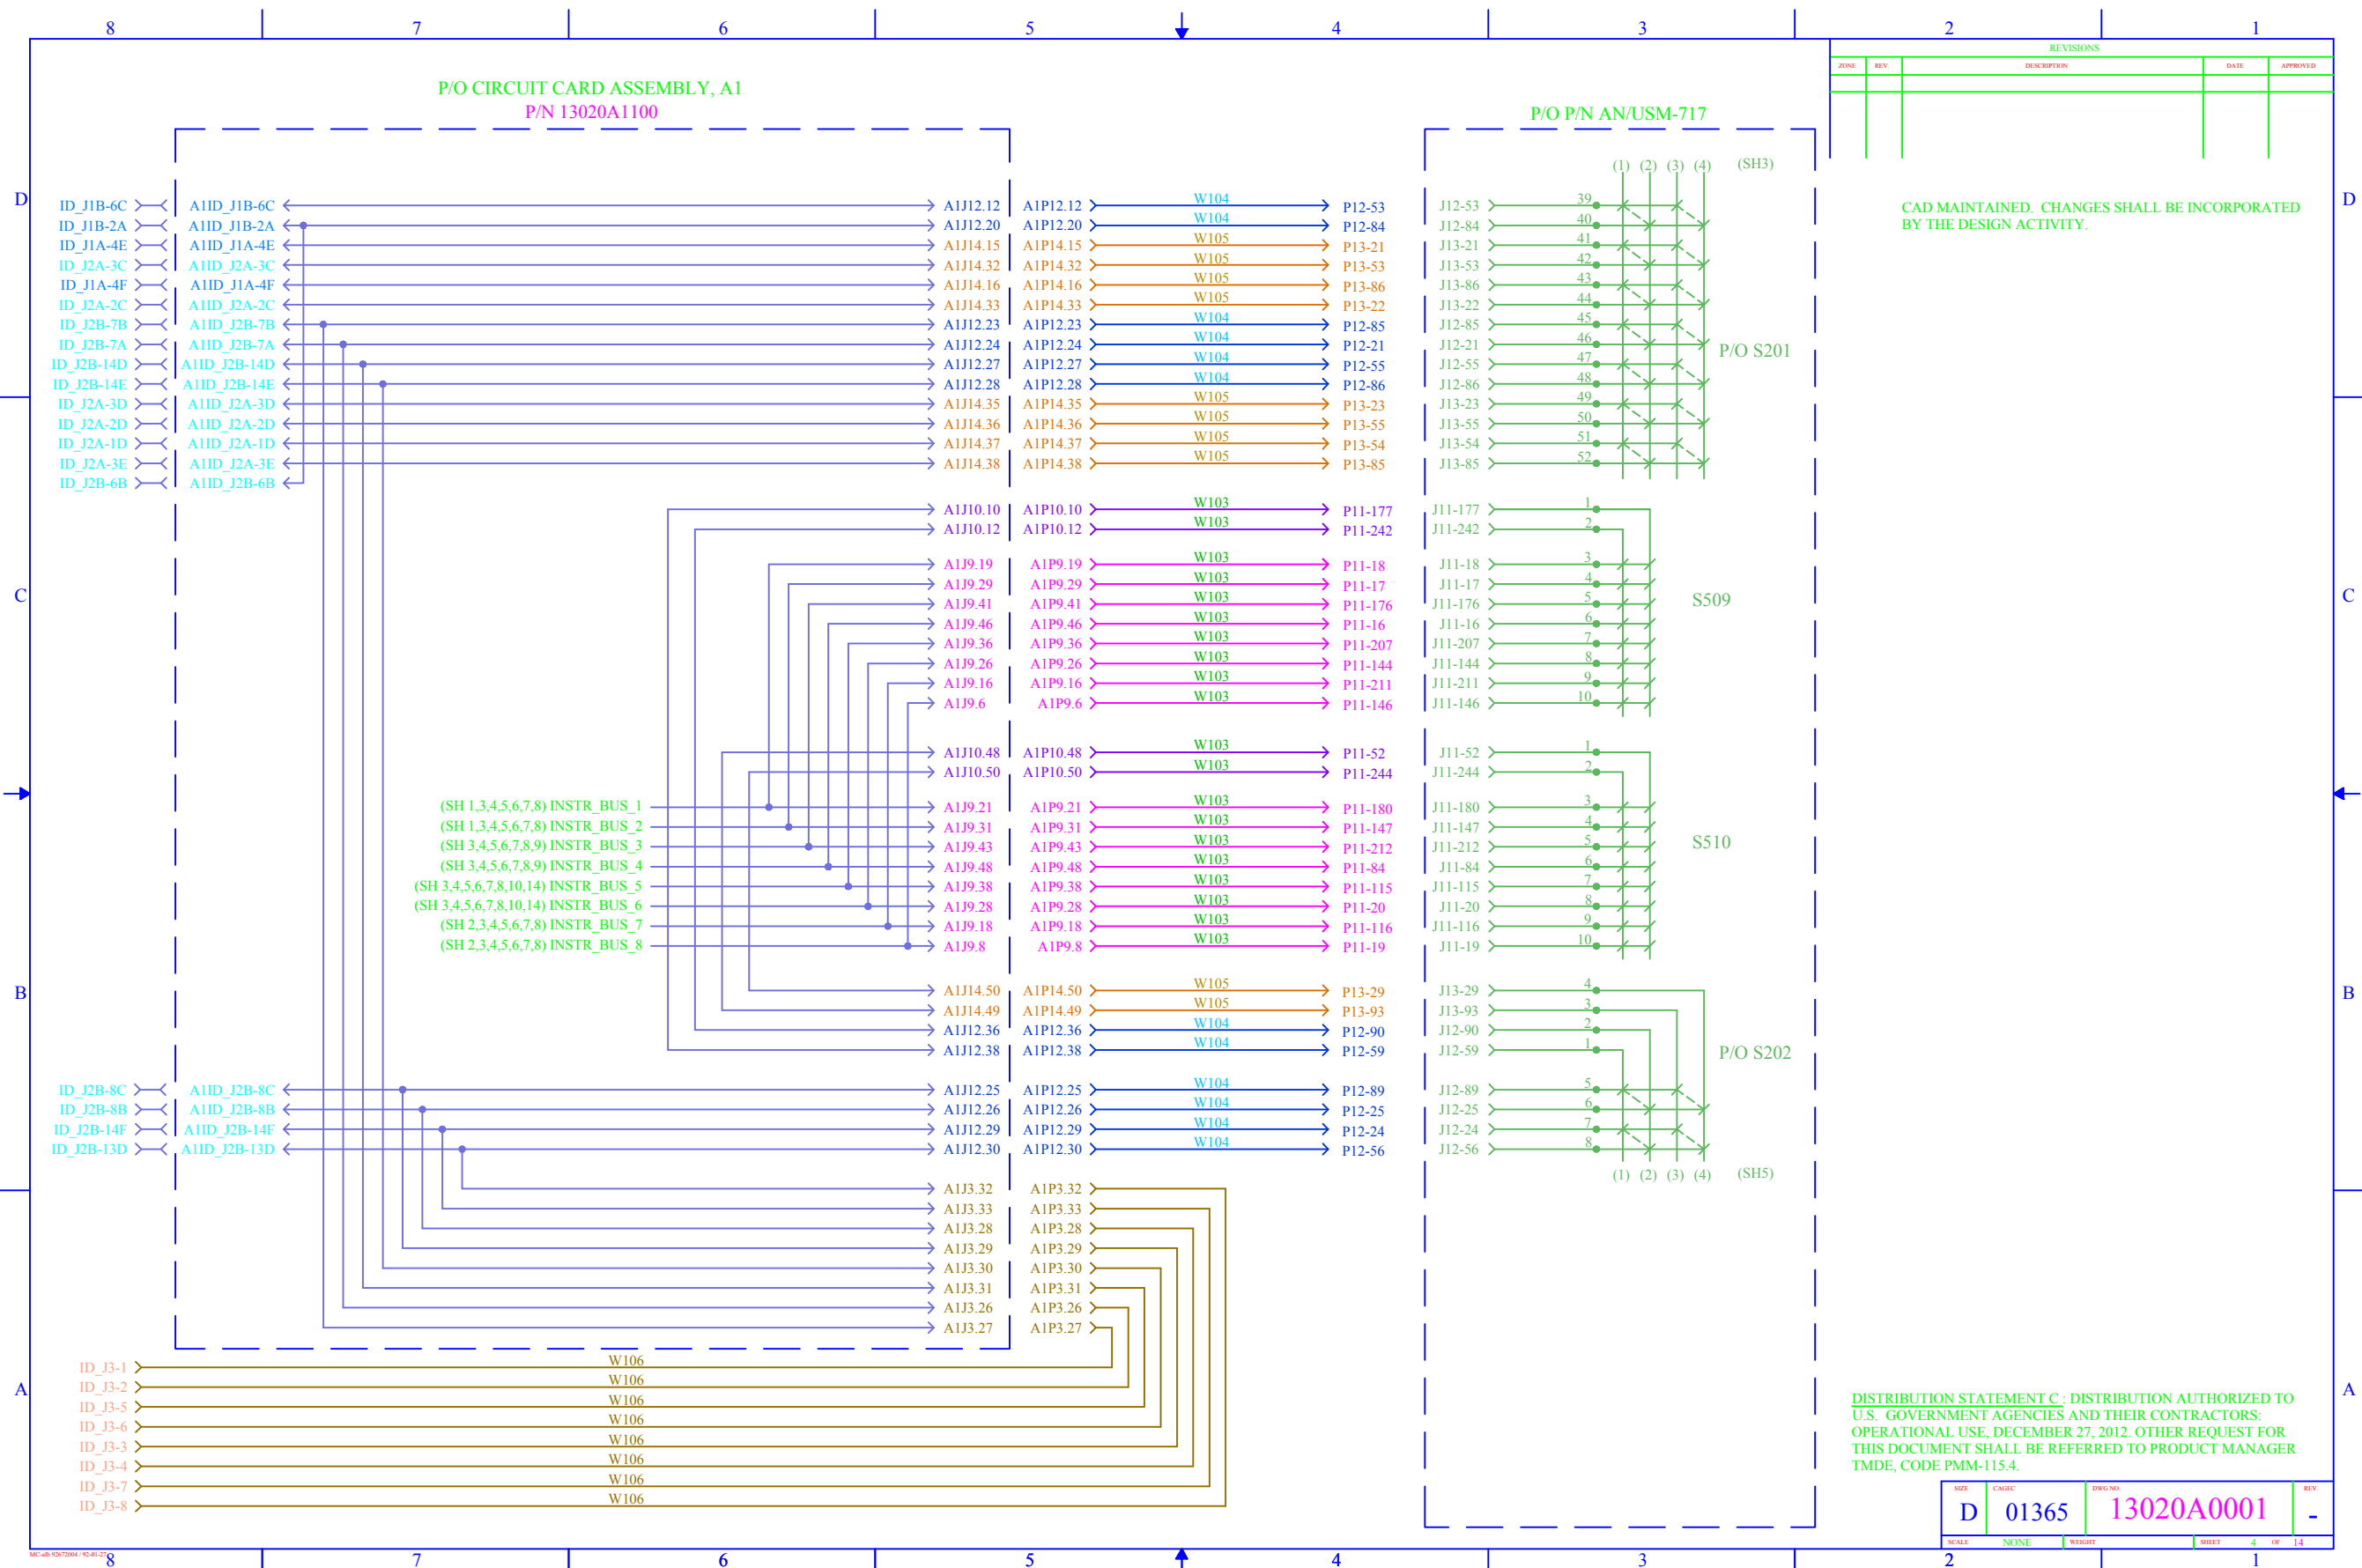 8 7 6 5 4 3 2 1
REVISIONS
ZONE REV. DESCRIPTION DATE APPROVED
P/O CIRCUIT CARD ASSEMBLY, A1
P/N 13020A1100
P/O P/N AN/USM-717
(1) (2) (3) (4) (SH3)
D D
CAD MAINTAINED. CHANGES SHALL BE INCORPORATED
BY THE DESIGN ACTIVITY.
ID_J1B-6C A1ID_J1B-6C A1J12.12 A1P12.12 W104 P12-53 J12-53 39
ID_J1B-2A A1ID_J1B-2A A1J12.20 A1P12.20 W104 P12-84 J12-84 40
ID_J1A-4E A1ID_J1A-4E A1J14.15 A1P14.15 W105 P13-21 J13-21 41
ID_J2A-3C A1ID_J2A-3C A1J14.32 A1P14.32 W105 P13-53 J13-53 42
ID_J1A-4F A1ID_J1A-4F A1J14.16 A1P14.16 W105 P13-86 J13-86 43
ID_J2A-2C A1ID_J2A-2C A1J14.33 A1P14.33 W105 P13-22 J13-22 44
ID_J2B-7B A1ID_J2B-7B A1J12.23 A1P12.23 W104 P12-85 J12-85 45
ID_J2B-7A A1ID_J2B-7A A1J12.24 A1P12.24 W104 P12-21 J12-21 46
P/O S201
ID_J2B-14D A1ID_J2B-14D A1J12.27 A1P12.27 W104 P12-55 J12-55 47
ID_J2B-14E A1ID_J2B-14E A1J12.28 A1P12.28 W104 P12-86 J12-86 48
ID_J2A-3D A1ID_J2A-3D A1J14.35 A1P14.35 W105 P13-23 J13-23 49
ID_J2A-2D A1ID_J2A-2D A1J14.36 A1P14.36 W105 P13-55 J13-55 50
ID_J2A-1D A1ID_J2A-1D A1J14.37 A1P14.37 W105 P13-54 J13-54 51
ID_J2A-3E A1ID_J2A-3E A1J14.38 A1P14.38 W105 P13-85 J13-85 52
ID_J2B-6B A1ID_J2B-6B
A1J10.10 A1P10.10 W103 P11-177 J11-177 1
A1J10.12 A1P10.12 W103 P11-242 J11-242 2
A1J9.19 A1P9.19 W103 P11-18 J11-18 3
A1J9.29 A1P9.29 W103 P11-17 J11-17 4
C C
A1J9.41 A1P9.41 W103 P11-176 J11-176 5 S509
A1J9.46 A1P9.46 W103 P11-16 J11-16 6
A1J9.36 A1P9.36 W103 P11-207 J11-207 7
A1J9.26 A1P9.26 W103 P11-144 J11-144 8
A1J9.16 A1P9.16 W103 P11-211 J11-211 9
A1J9.6 A1P9.6 W103 P11-146 J11-146 10
A1J10.48 A1P10.48 W103 P11-52 J11-52 1
A1J10.50 A1P10.50 W103 P11-244 J11-244 2
(SH 1,3,4,5,6,7,8) INSTR_BUS_1 A1J9.21 A1P9.21 W103 P11-180 J11-180 3
(SH 1,3,4,5,6,7,8) INSTR_BUS_2 A1J9.31 A1P9.31 W103 P11-147 J11-147 4
(SH 3,4,5,6,7,8,9) INSTR_BUS_3 A1J9.43 A1P9.43 W103 P11-212 J11-212 5 S510
(SH 3,4,5,6,7,8,9) INSTR_BUS_4 A1J9.48 A1P9.48 W103 P11-84 J11-84 6
(SH 3,4,5,6,7,8,10,14) INSTR_BUS_5 A1J9.38 A1P9.38 W103 P11-115 J11-115 7
(SH 3,4,5,6,7,8,10,14) INSTR_BUS_6 A1J9.28 A1P9.28 W103 P11-20 J11-20 8
(SH 2,3,4,5,6,7,8) INSTR_BUS_7 A1J9.18 A1P9.18 W103 P11-116 J11-116 9
(SH 2,3,4,5,6,7,8) INSTR_BUS_8 A1J9.8 A1P9.8 W103 P11-19 J11-19 10
B B
A1J14.50 A1P14.50 W105 P13-29 J13-29 4
A1J14.49 A1P14.49 W105 P13-93 J13-93 3
A1J12.36 A1P12.36 W104 P12-90 J12-90 2
A1J12.38 A1P12.38 W104 P12-59 J12-59 1 P/O S202
ID_J2B-8C A1ID_J2B-8C A1J12.25 A1P12.25 W104 P12-89 J12-89 5
ID_J2B-8B A1ID_J2B-8B A1J12.26 A1P12.26 W104 P12-25 J12-25 6
ID_J2B-14F A1ID_J2B-14F A1J12.29 A1P12.29 W104 P12-24 J12-24 7
ID_J2B-13D A1ID_J2B-13D A1J12.30 A1P12.30 W104 P12-56 J12-56 8
(1) (2) (3) (4) (SH5)
A1J3.32 A1P3.32
A1J3.33 A1P3.33
A1J3.28 A1P3.28
A1J3.29 A1P3.29
A1J3.30 A1P3.30
A1J3.31 A1P3.31
A1J3.26 A1P3.26
A1J3.27 A1P3.27
ID_J3-1 W106
ID_J3-2 W106
A A
ID_J3-5 W106
ID_J3-6 W106
ID_J3-3 W106
ID_J3-4 W106
ID_J3-7 W106
ID_J3-8 W106
DISTRIBUTION STATEMENT C : DISTRIBUTION AUTHORIZED TO
U.S. GOVERNMENT AGENCIES AND THEIR CONTRACTORS:
OPERATIONAL USE, DECEMBER 27, 2012. OTHER REQUEST FOR
THIS DOCUMENT SHALL BE REFERRED TO PRODUCT MANAGER
TMDE, CODE PMM-115.4.
SIZE CAGEC DWG NO. REV.
D 01365 13020A0001 -
SCALE NONE WEIGHT SHEET 4 OF 14
8 7 6 5 4 3 2 1